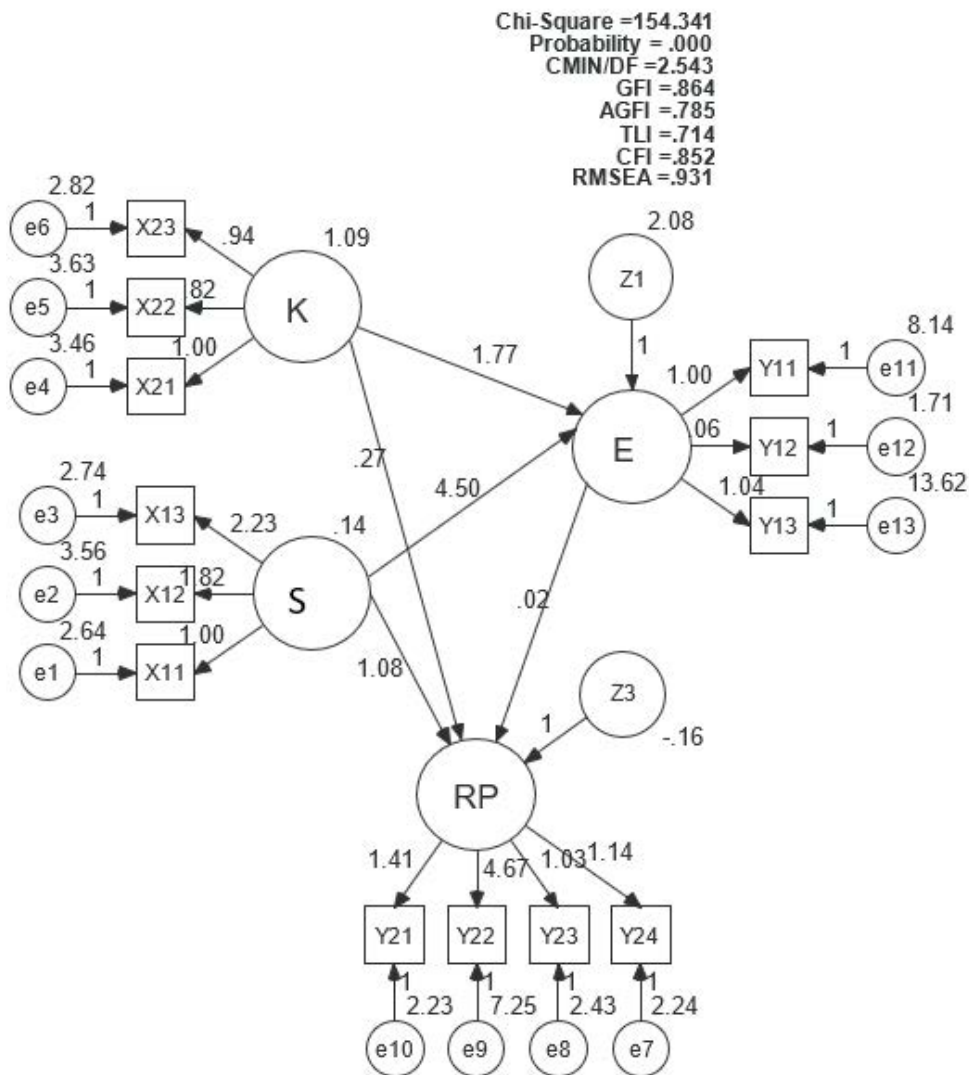 Chi-Square =154.341
Probability = .000
CMIN/DF =2.543
GFI =.864
AGFI =.785
TLI =.714
CFI =.852
RMSEA =.931
2.82
e6 1 X23 .94 1.09
3.63
e5 1 X22 .82 K
3.46
e4 1 X21 1.00
2.08
Z1
1
1.77
.27
4.50
E
1.00 Y11 1 e11 8.14
.06 Y12 1 e12 1.71
1.04 Y13 1 e13 13.62
2.74
e3 1 X13 2.23 .14
3.56
e2 1 X12 1.82 S
2.64
e1 1 X11 1.00
1.08
.02
Z3
1
-.16
RP
1.41 4.67 1.03 1.14
Y21 Y22 Y23 Y24
1 1 1 1
2.23 7.25 2.43 2.24
e10 e9 e8 e7